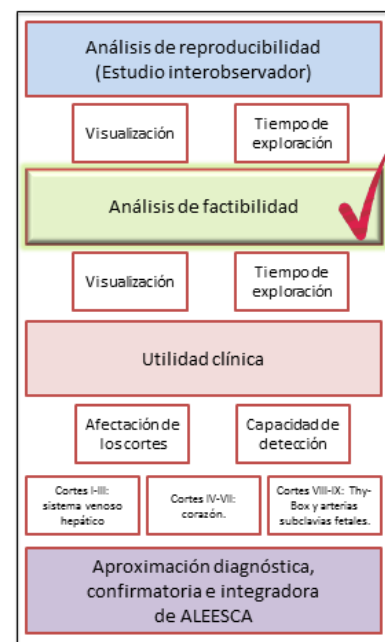 Análisis de reproducibilidad
(Estudio interobservador)
Visualización
Tiempo de
exploración
Análisis de factibilidad
Visualización
Tiempo de
exploración
Utilidad clínica
Afectación de
los cortes
Capacidad de
detección
Cortes I-III:
sistema venoso
hepático
Cortes IV-VII:
corazón.
Cortes VIII-IX: Thy-
Box y arterias
subclavias fetales.
Aproximación diagnóstica,
confirmatoria e integradora
de ALEESCA